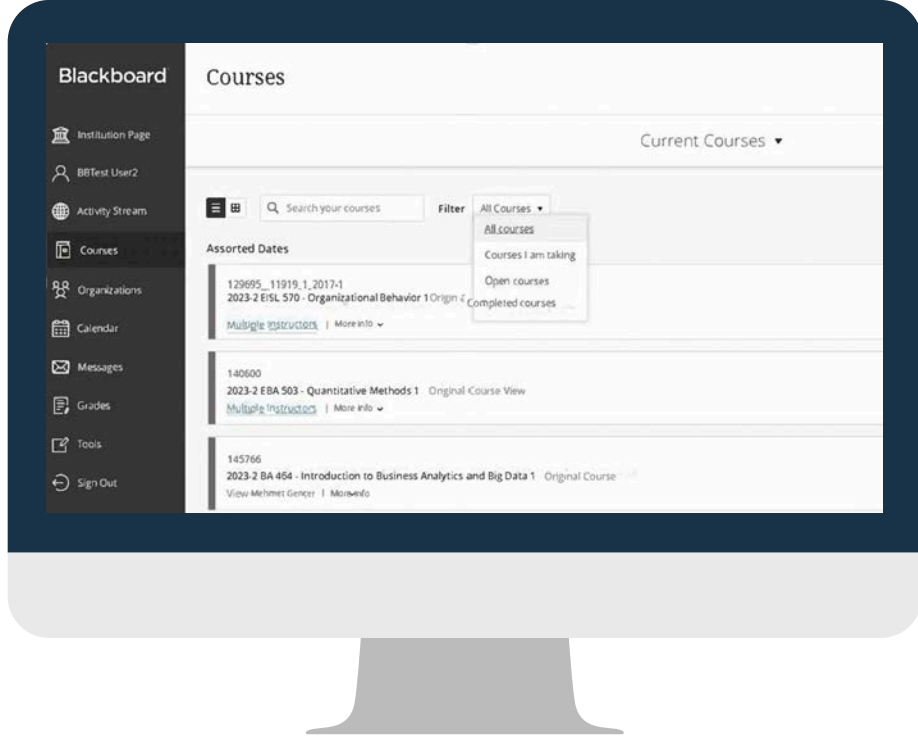 Blackboard
Institution Page
BBTest User2
Activity Stream
Courses
Organizations
Calendar
Messages
Grades
Tools
Sign Out
Courses
Current Courses
Search your courses
Filter
All Courses
All courses
Courses I am taking
Open courses
Completed courses
Assorted Dates
129695__11919_1_2017-1
2023-2 EISL 570 - Organizational Behavior 1 Origin
Multiple Instructors | More info
140600
2023-2 EBA 503 - Quantitative Methods 1 Original Course View
Multiple Instructors | More info
145766
2023-2 BA 464 - Introduction to Business Analytics and Big Data 1 Original Course
View Mehmet Gençer | More info